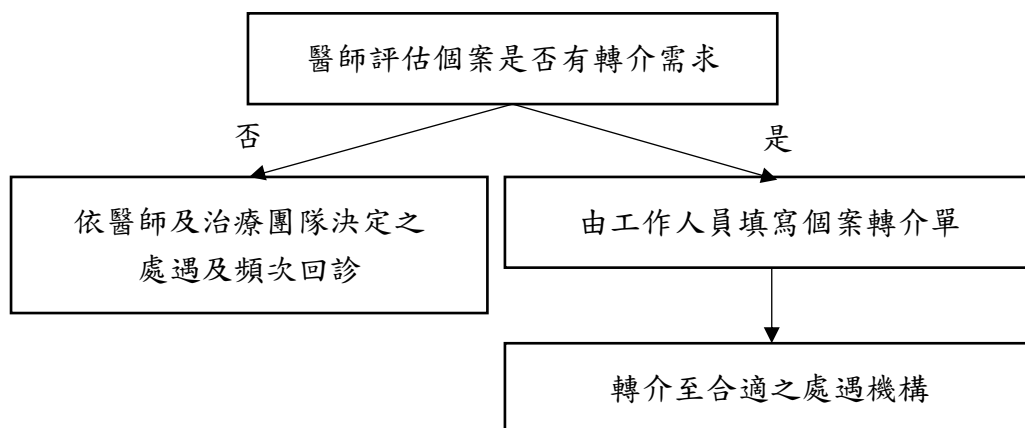 醫師評估個案是否有轉介需求
否
是
依醫師及治療團隊決定之
處遇及頻次回診
由工作人員填寫個案轉介單
轉介至合適之處遇機構